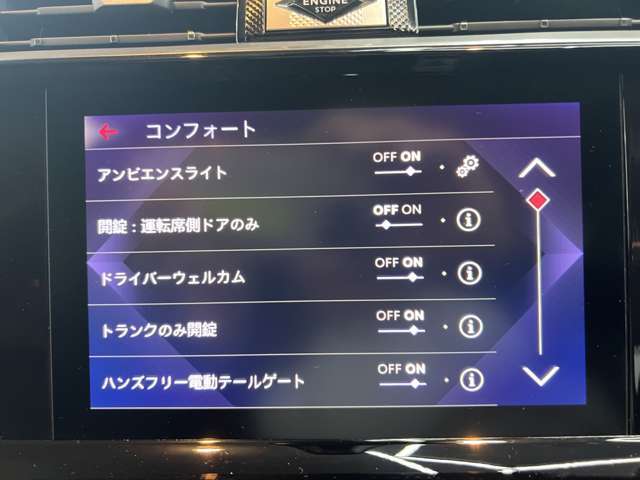 ENGINE
STOP
コンフォート
アンビエンスライト OFF ON
開錠：運転席側ドアのみ OFF ON
ドライバーウェルカム OFF ON
トランクのみ開錠 OFF ON
ハンズフリー電動テールゲート OFF ON